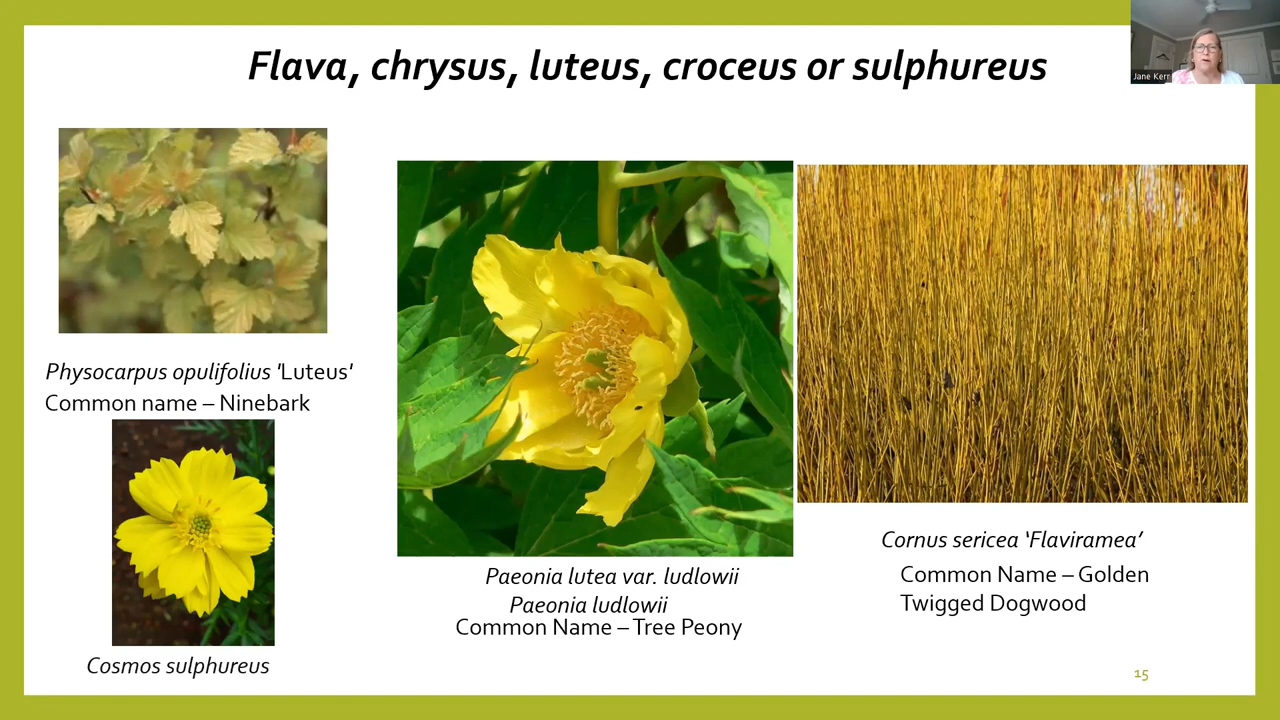 Flava, chrysus, luteus, croceus or sulphureus
Jane Kerr
Physocarpus opulifolius 'Luteus'
Common name – Ninebark
Cosmos sulphureus
Paeonia lutea var. ludlowii
Paeonia ludlowii
Common Name – Tree Peony
Cornus sericea ‘Flaviramea’
Common Name – Golden
Twigged Dogwood
15